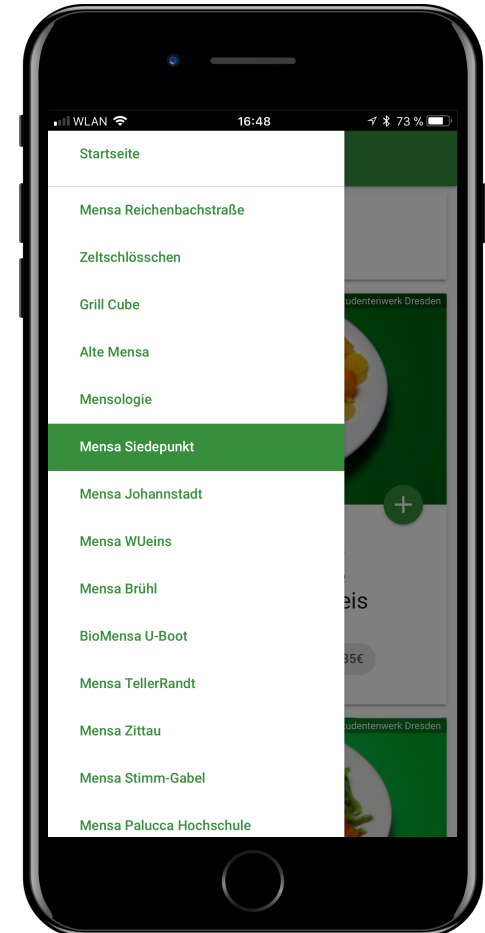 WLAN 16:48 73 %
Startseite
Mensa Reichenbachstraße
Zeltschlösschen
Grill Cube
Alte Mensa
Mensologie
Mensa Siedepunkt
Mensa Johannstadt
Mensa WUeins
Mensa Brühl
BioMensa U-Boot
Mensa TellerRandt
Mensa Zittau
Mensa Stimm-Gabel
Mensa Palucca Hochschule
tudentenwerk Dresden
+
eis
35€
tudentenwerk Dresden